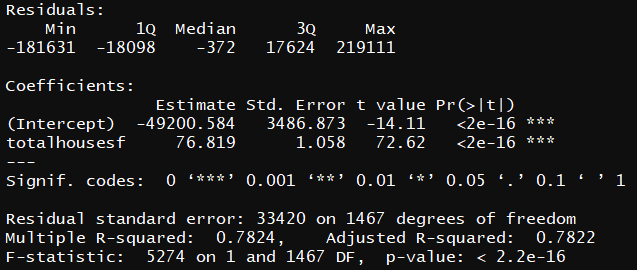 Residuals:
    Min      1Q  Median      3Q     Max
-181631  -18098    -372   17624  219111

Coefficients:
              Estimate Std. Error t value Pr(>|t|)
(Intercept) -49200.584   3486.873  -14.11   <2e-16 ***
totalhousesf    76.819      1.058   72.62   <2e-16 ***
---
Signif. codes:  0 ‘***’ 0.001 ‘**’ 0.01 ‘*’ 0.05 ‘.’ 0.1 ‘ ’ 1

Residual standard error: 33420 on 1467 degrees of freedom
Multiple R-squared:  0.7824,    Adjusted R-squared:  0.7822
F-statistic:  5274 on 1 and 1467 DF,  p-value: < 2.2e-16